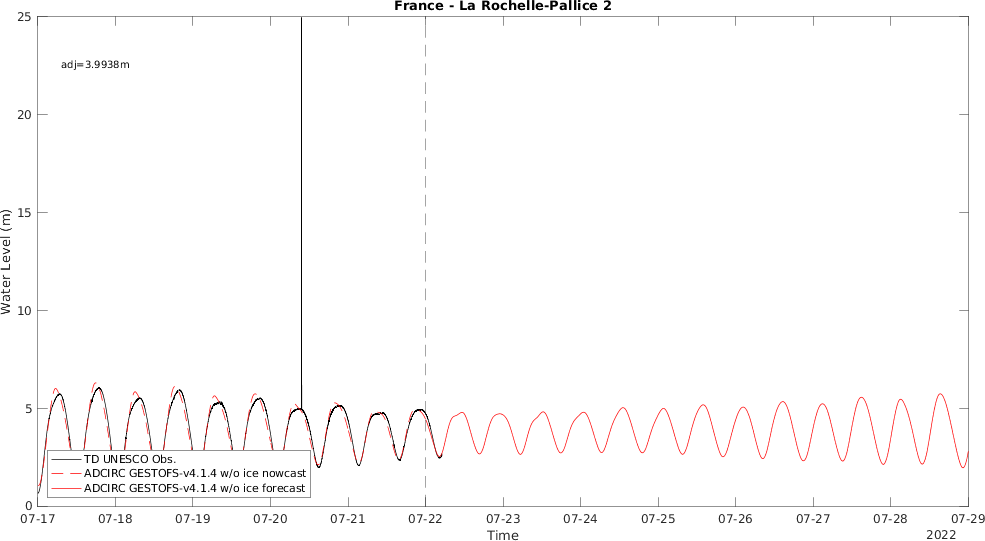 France - La Rochelle-Pallice 2
adj=3.9938m
25
20
15
10
5
0
Water Level (m)
TD UNESCO Obs.
ADCIRC GESTOFS-v4.1.4 w/o ice nowcast
ADCIRC GESTOFS-v4.1.4 w/o ice forecast
07-17 07-18 07-19 07-20 07-21 07-22 07-23 07-24 07-25 07-26 07-27 07-28 07-29
Time
2022